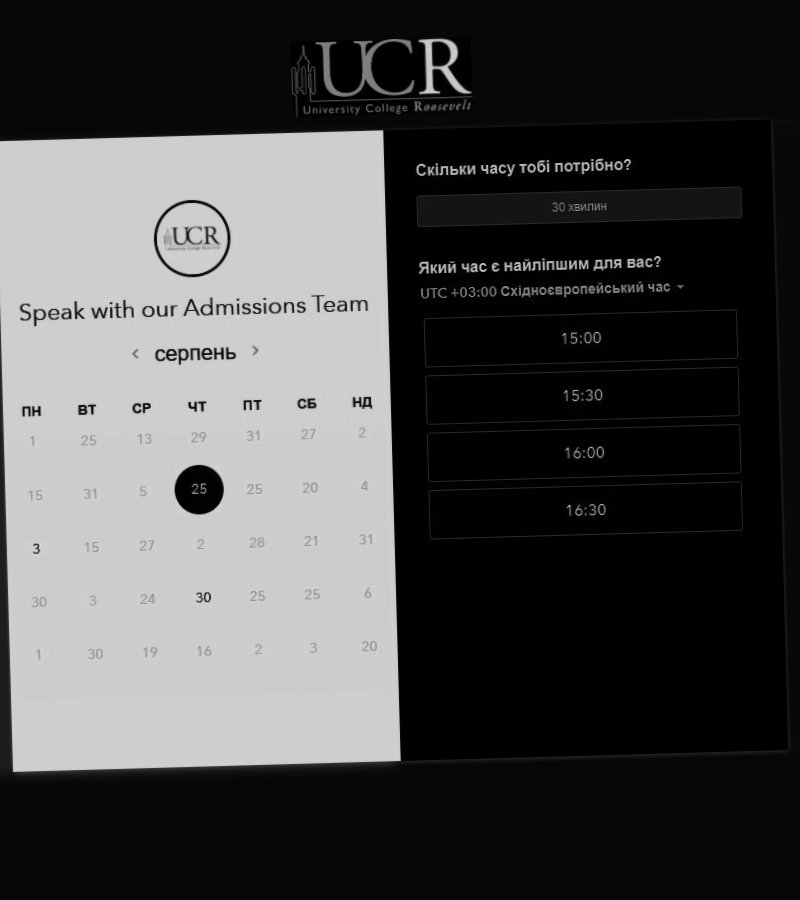 UCR
University College Roosevelt
UCR
Speak with our Admissions Team
серпень
ПН ВТ СР ЧТ ПТ СБ НД
1 25 13 29 31 27 2
15 31 5 25 25 20 4
3 15 27 2 28 21 31
30 3 24 30 25 25 6
1 30 19 16 2 3 20
Скільки часу тобі потрібно?
30 хвилин
Який час є найліпшим для вас?
UTC +03:00 Східноєвропейський час
15:00
15:30
16:00
16:30